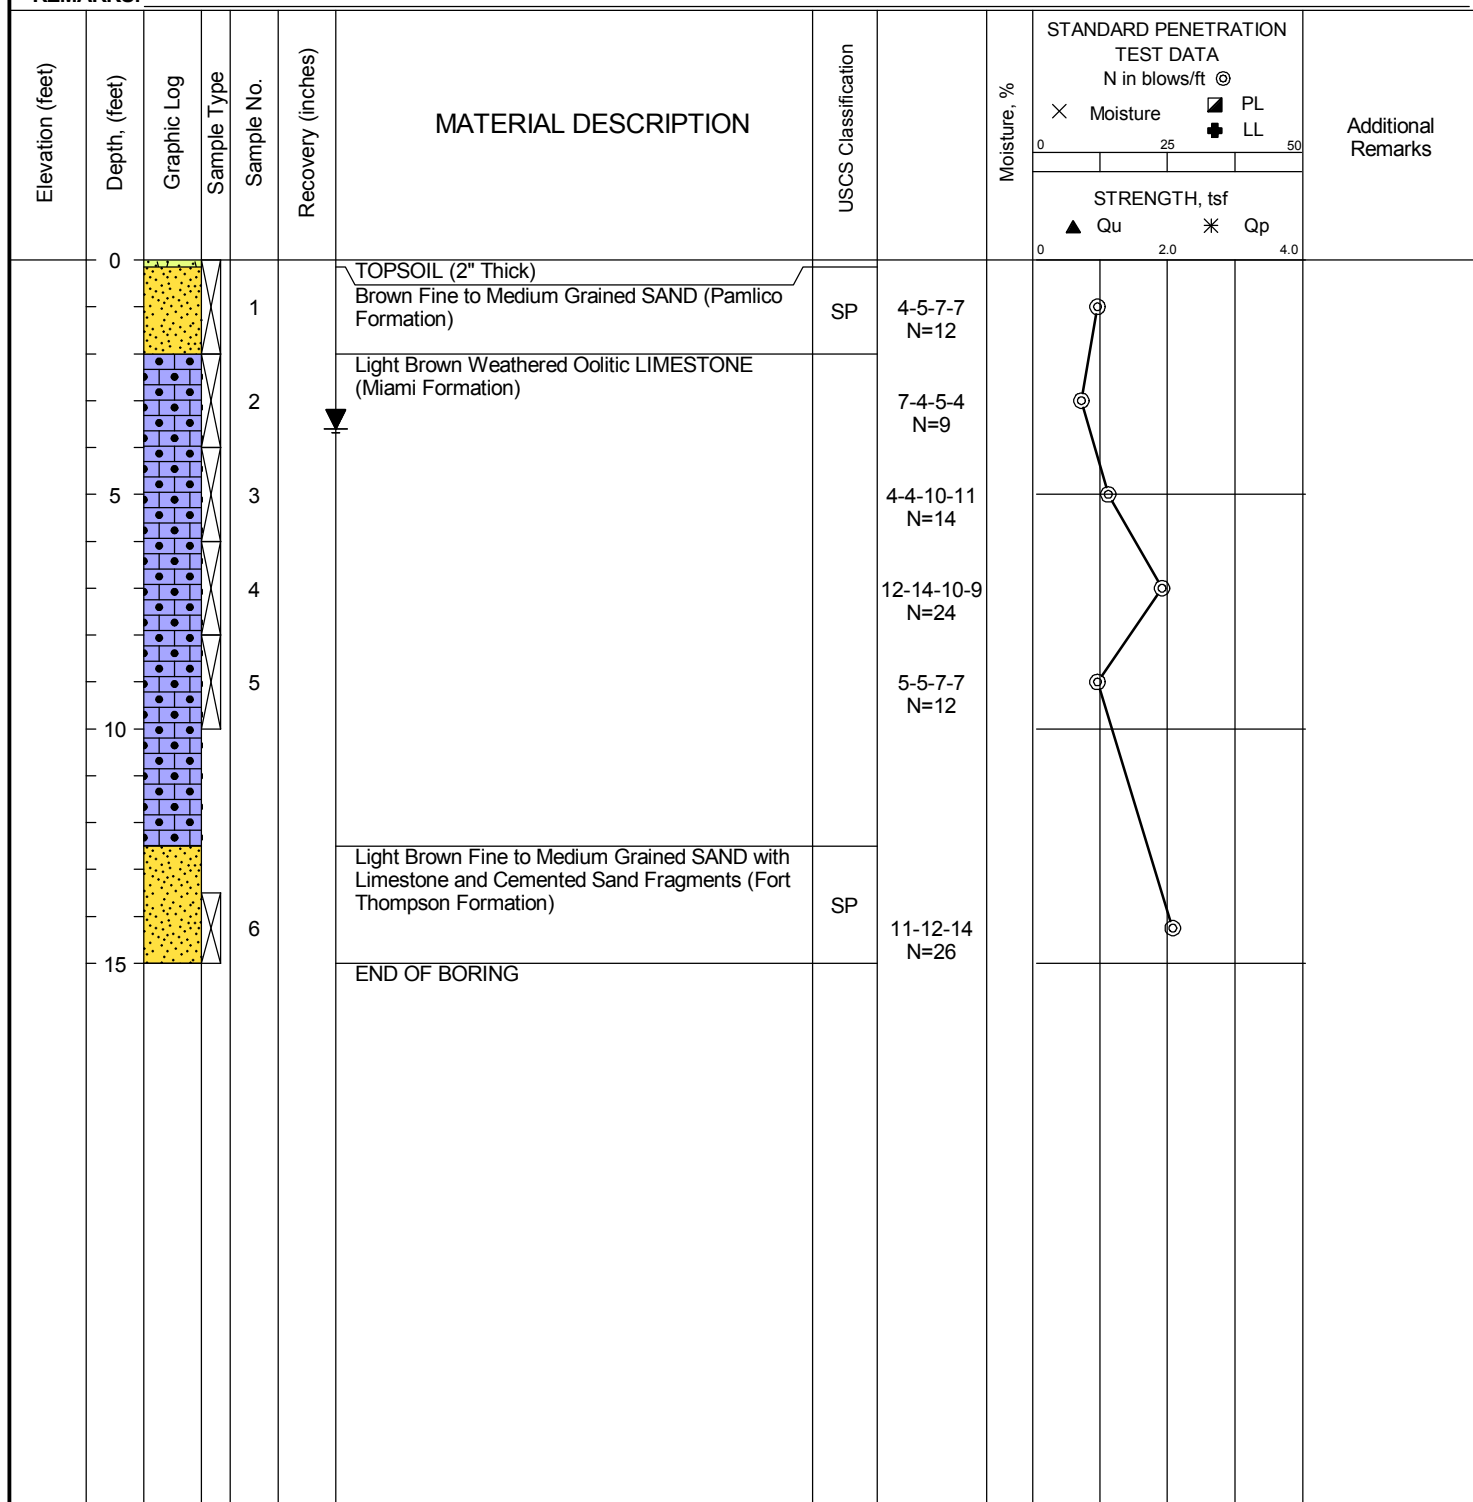 REMARKS:
Elevation (feet)
Depth, (feet)
Graphic Log
Sample Type
Sample No.
Recovery (inches)
MATERIAL DESCRIPTION
USCS Classification
Moisture, %
STANDARD PENETRATION
TEST DATA
N in blows/ft
Moisture
PL
LL
0 25 50
STRENGTH, tsf
Qu Qp
0 2.0 4.0
Additional
Remarks
0
TOPSOIL (2" Thick)
1
Brown Fine to Medium Grained SAND (Pamlico
Formation)
SP
4-5-7-7
N=12
Light Brown Weathered Oolitic LIMESTONE
(Miami Formation)
2
7-4-5-4
N=9
5
3
4-4-10-11
N=14
4
12-14-10-9
N=24
5
5-5-7-7
N=12
10
Light Brown Fine to Medium Grained SAND with
Limestone and Cemented Sand Fragments (Fort
Thompson Formation)
SP
6
11-12-14
N=26
15
END OF BORING